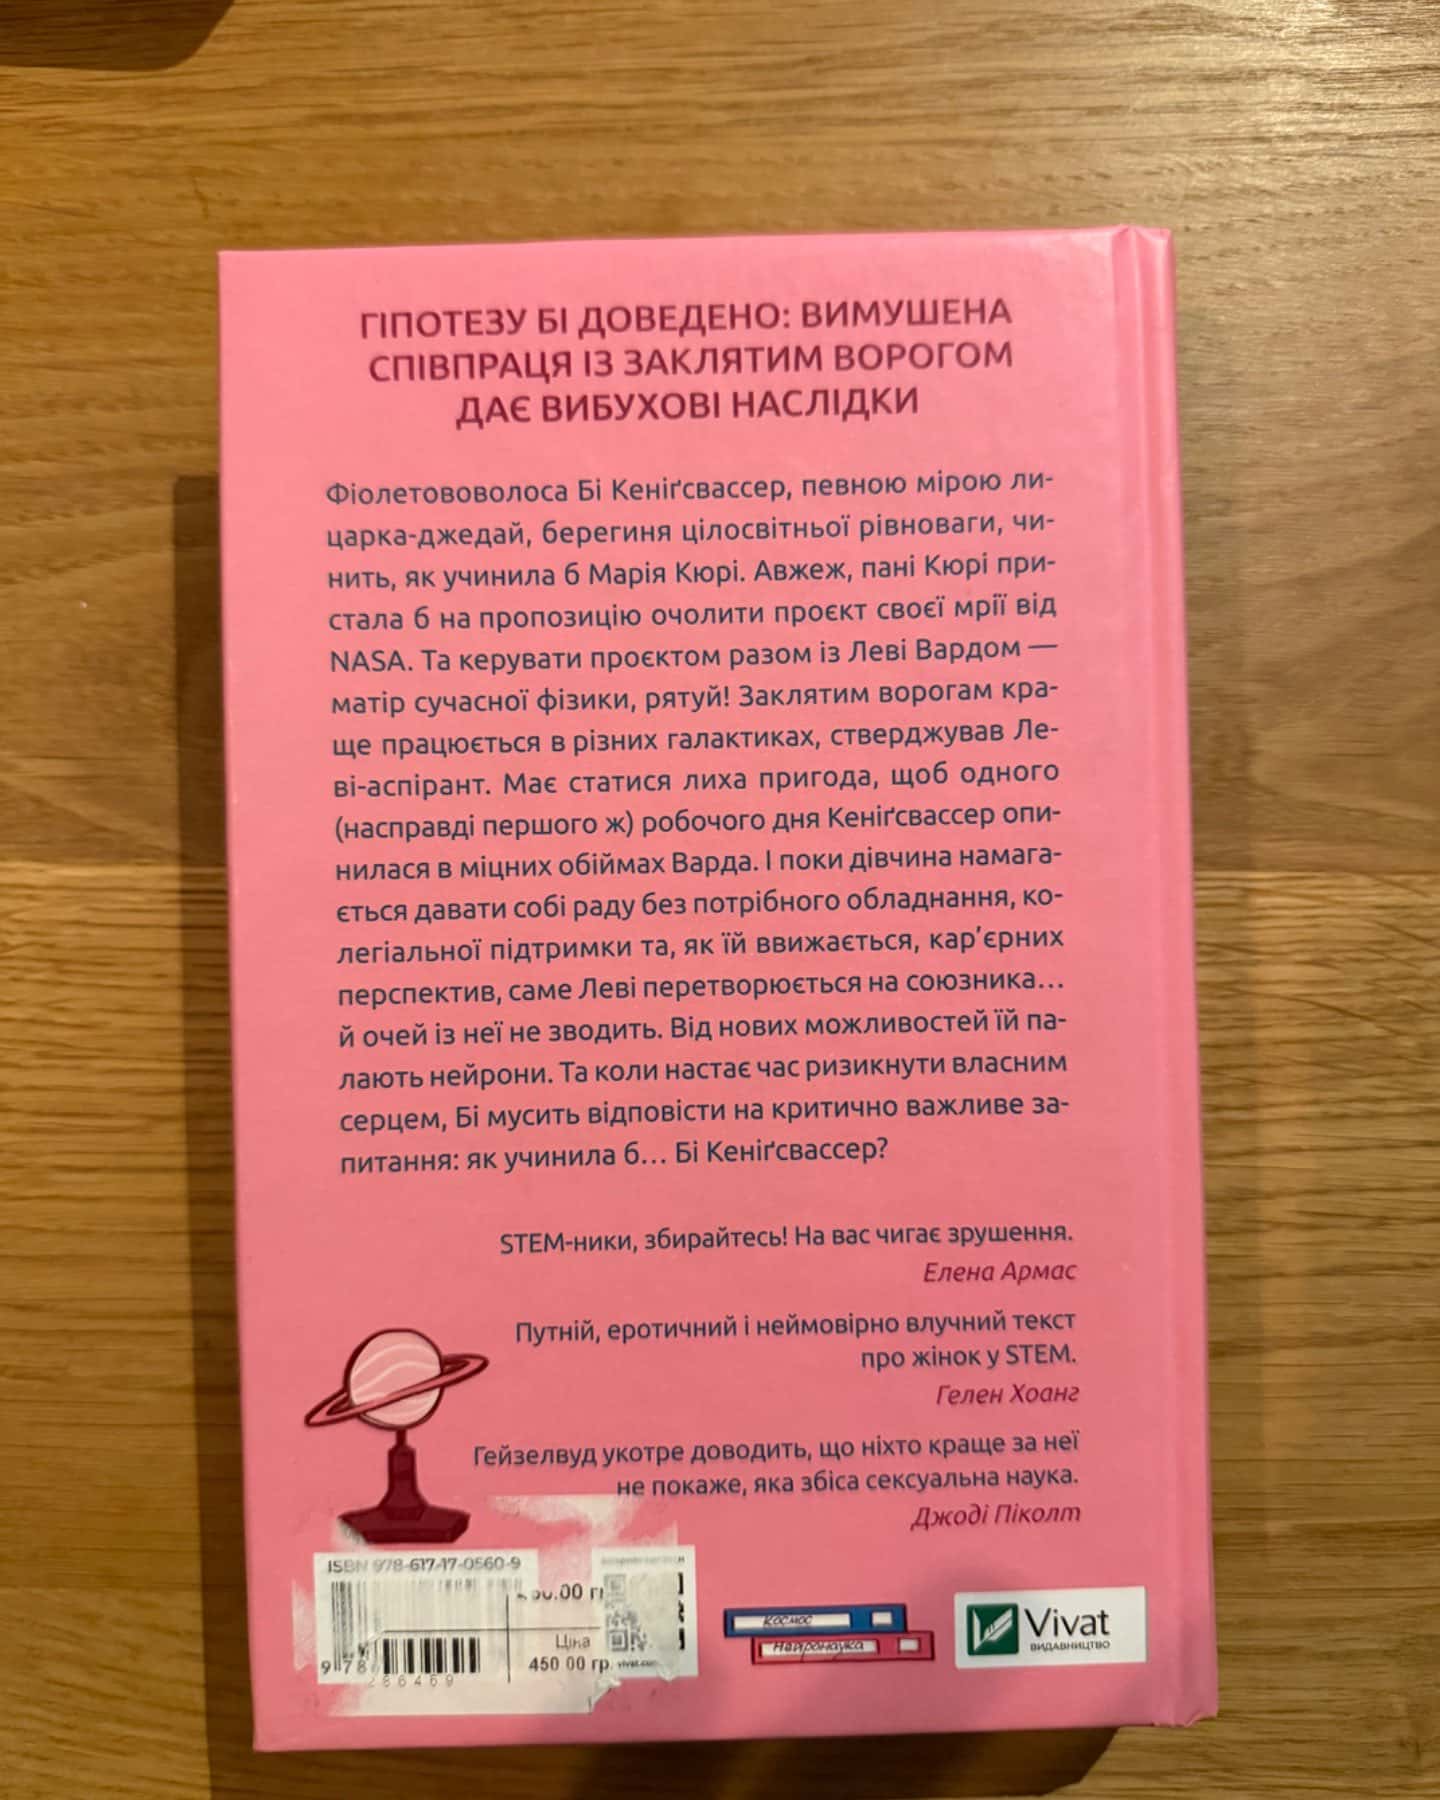 ГІПОТЕЗУ БІ ДОВЕДЕНО: ВИМУШЕНА
СПІВПРАЦЯ ІЗ ЗАКЛЯТИМ ВОРОГОМ
ДАЄ ВИБУХОВІ НАСЛІДКИ
Фіолетововолоса Бі Кеніґсвассер, певною мірою ли-
царка-джедай, берегиня цілосвітньої рівноваги, чи-
нить, як учинила б Марія Кюрі. Авжеж, пані Кюрі при-
стала б на пропозицію очолити проєкт своєї мрії від
NASA. Та керувати проєктом разом із Леві Вардом —
матір сучасної фізики, рятуй! Заклятим ворогам кра-
ще працюється в різних галактиках, стверджував Ле-
ві-аспірант. Має статися лиха пригода, щоб одного
(насправді першого ж) робочого дня Кеніґсвассер опи-
нилася в міцних обіймах Варда. І поки дівчина намага-
ється давати собі раду без потрібного обладнання, ко-
легіальної підтримки та, як їй ввижається, кар’єрних
перспектив, саме Леві перетворюється на союзника…
й очей із неї не зводить. Від нових можливостей їй па-
лають нейрони. Та коли настає час ризикнути власним
серцем, Бі мусить відповісти на критично важливе за-
питання: як учинила б… Бі Кеніґсвассер?
STEM-ники, збирайтесь! На вас чигає зрушення.
Елена Армас
Путній, еротичний і неймовірно влучний текст
про жінок у STEM.
Гелен Хоанг
Гейзелвуд укотре доводить, що ніхто краще за неї
не покаже, яка збіса сексуальна наука.
Джоді Піколт
ISBN 978-617-17-0560-9
Ціна
450 00 гр.
9 78
286469
космос
Нейронаука
Vivat
ВИДАВНИЦТВО